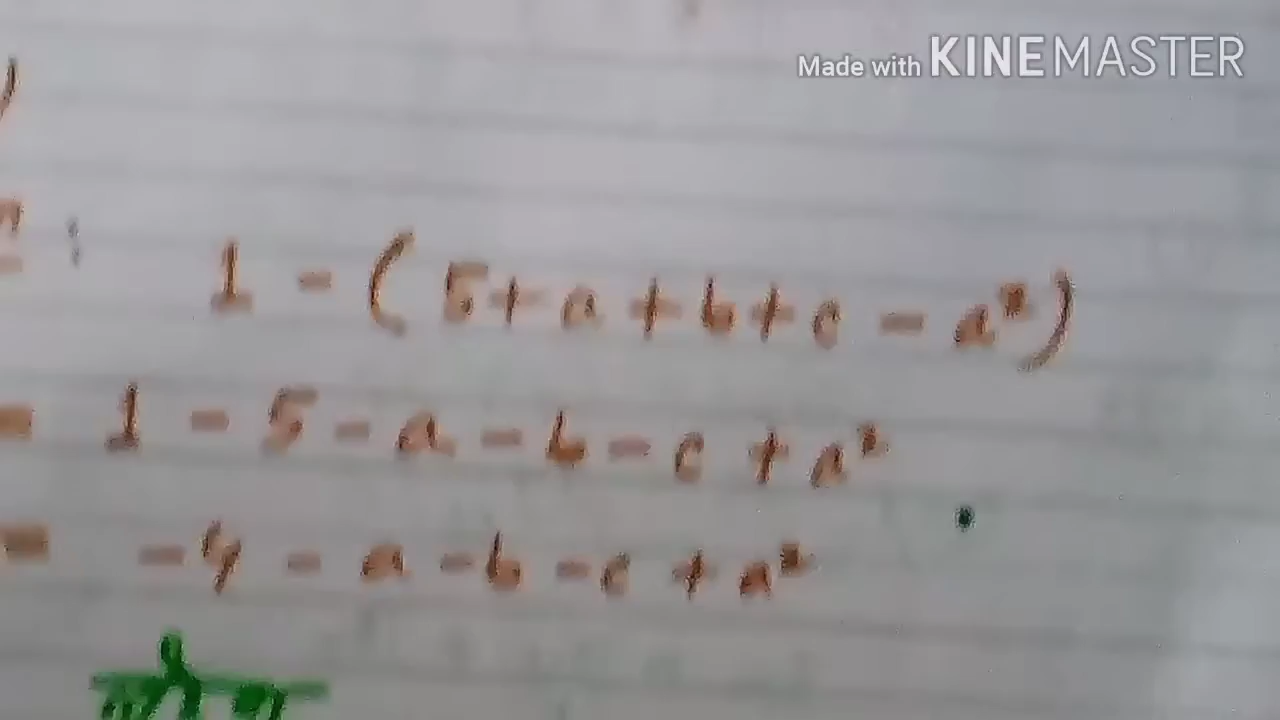 Made with KINEMASTER
1 - ( 5 + a + b + c - a² )
= 1 - 5 - a - b - c + a²
= - 4 - a - b - c + a²